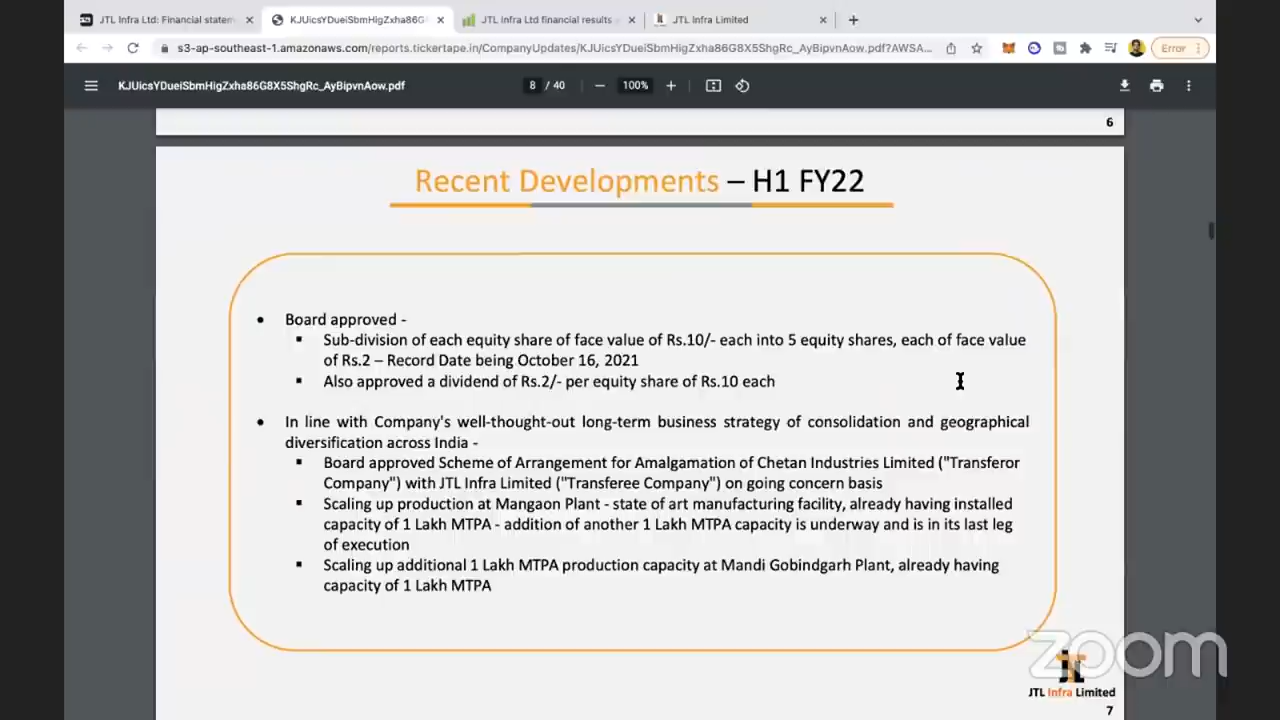 JTL Infra Ltd: Financial statem
KJUicsYDueiSbmHigZxha86G8
JTL Infra Ltd financial results
JTL Infra Limited
s3-ap-southeast-1.amazonaws.com/reports.tickertape.in/CompanyUpdates/KJUicsYDueiSbmHigZxha86G8X5ShgRc_AyBipvnAow.pdf?AWSA...
Error
KJUicsYDueiSbmHigZxha86G8X5ShgRc_AyBipvnAow.pdf
8 / 40
100%
6
Recent Developments – H1 FY22
• Board approved -
▪ Sub-division of each equity share of face value of Rs.10/- each into 5 equity shares, each of face value
of Rs.2 – Record Date being October 16, 2021
▪ Also approved a dividend of Rs.2/- per equity share of Rs.10 each
• In line with Company's well-thought-out long-term business strategy of consolidation and geographical
diversification across India -
▪ Board approved Scheme of Arrangement for Amalgamation of Chetan Industries Limited ("Transferor
Company") with JTL Infra Limited ("Transferee Company") on going concern basis
▪ Scaling up production at Mangaon Plant - state of art manufacturing facility, already having installed
capacity of 1 Lakh MTPA - addition of another 1 Lakh MTPA capacity is underway and is in its last leg
of execution
▪ Scaling up additional 1 Lakh MTPA production capacity at Mandi Gobindgarh Plant, already having
capacity of 1 Lakh MTPA
zoom
JTL Infra Limited
7